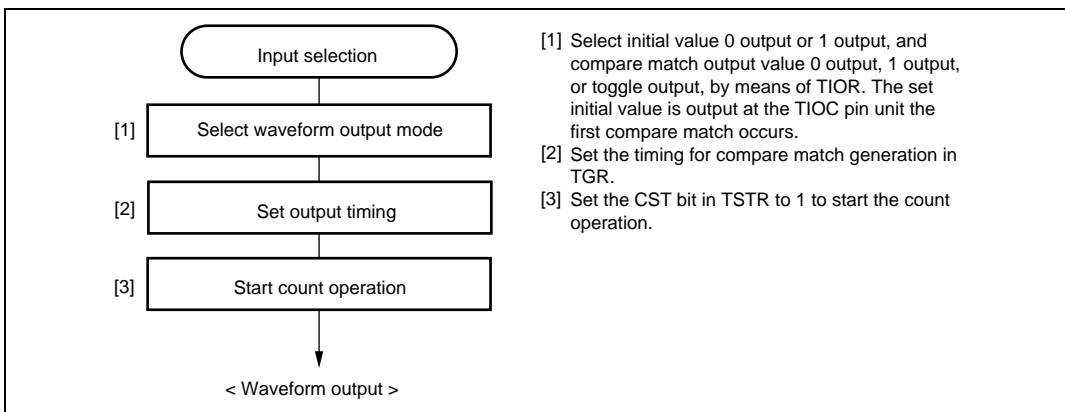 Input selection
[1] Select waveform output mode
[2] Set output timing
[3] Start count operation
< Waveform output >
[1] Select initial value 0 output or 1 output, and
compare match output value 0 output, 1 output,
or toggle output, by means of TIOR. The set
initial value is output at the TIOC pin unit the
first compare match occurs.
[2] Set the timing for compare match generation in
TGR.
[3] Set the CST bit in TSTR to 1 to start the count
operation.